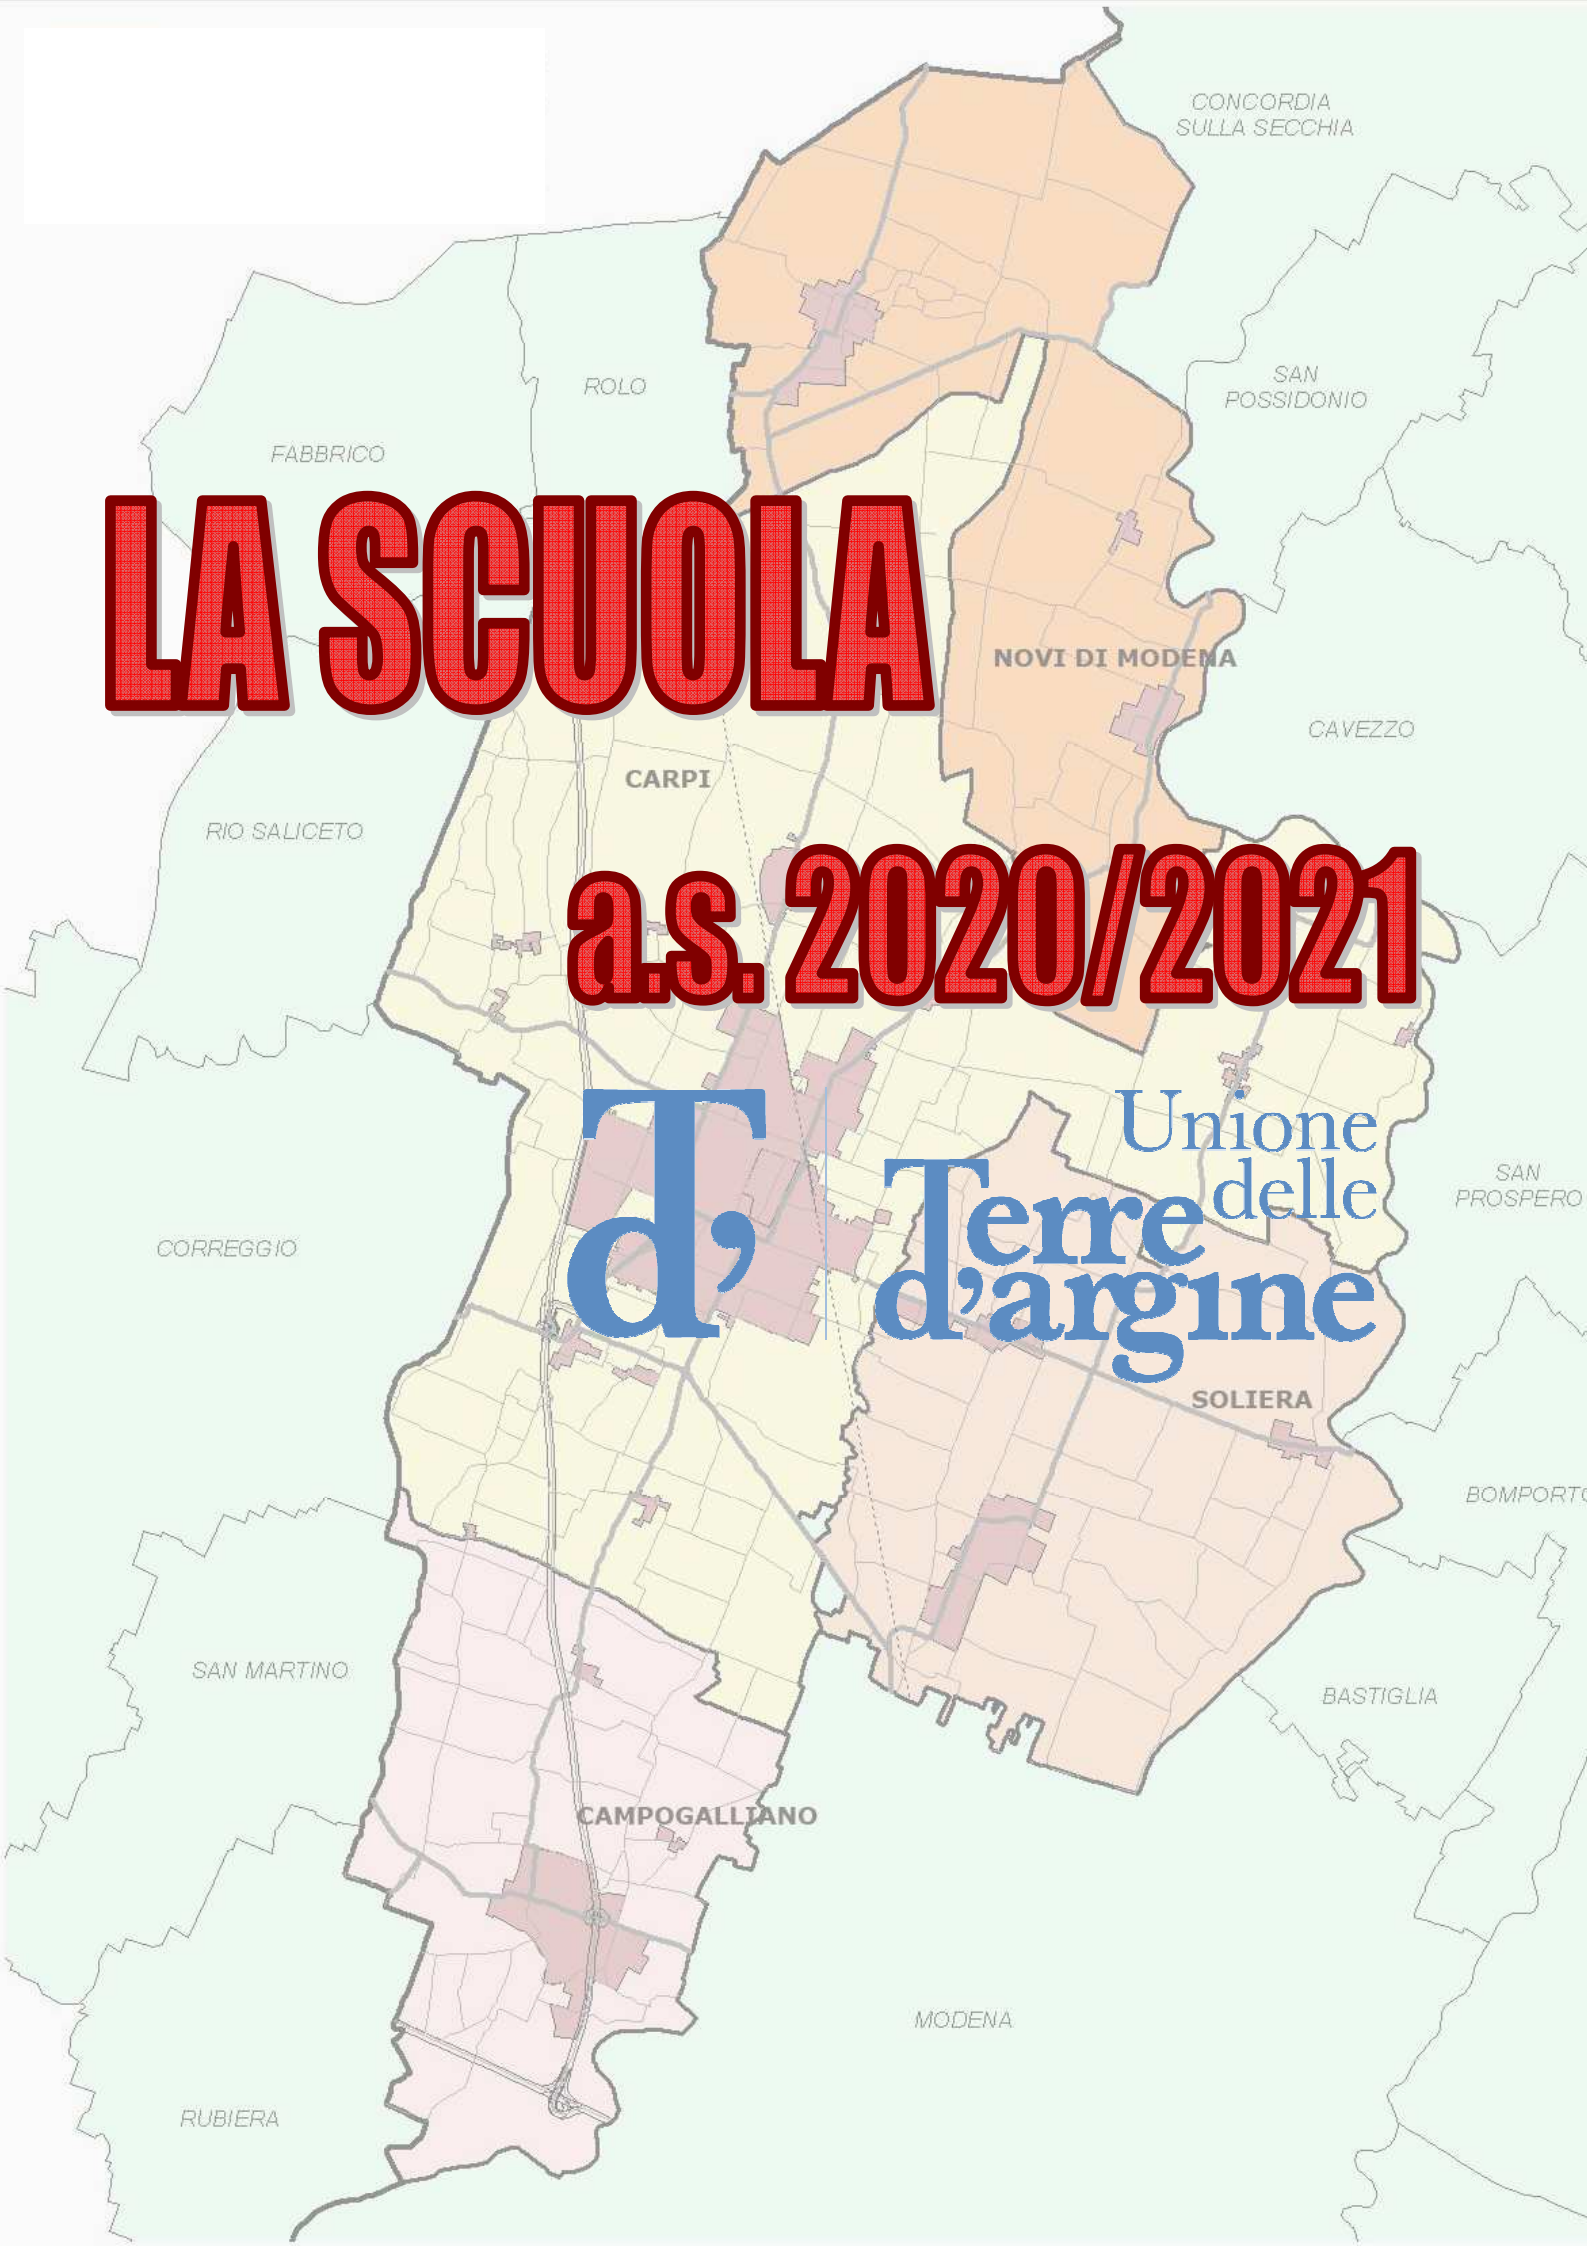 CONCORDIA
SULLA SECCHIA
ROLO
SAN
POSSIDONIO
FABBRICO
LA SCUOLA
NOVI DI MODENA
CAVEZZO
CARPI
RIO SALICETO
a.s. 2020/2021
T d'
Unione
delle
Terre
d'argine
SAN
PROSPERO
CORREGGIO
SOLIERA
BOMPORTO
SAN MARTINO
BASTIGLIA
CAMPOGALLIANO
MODENA
RUBIERA